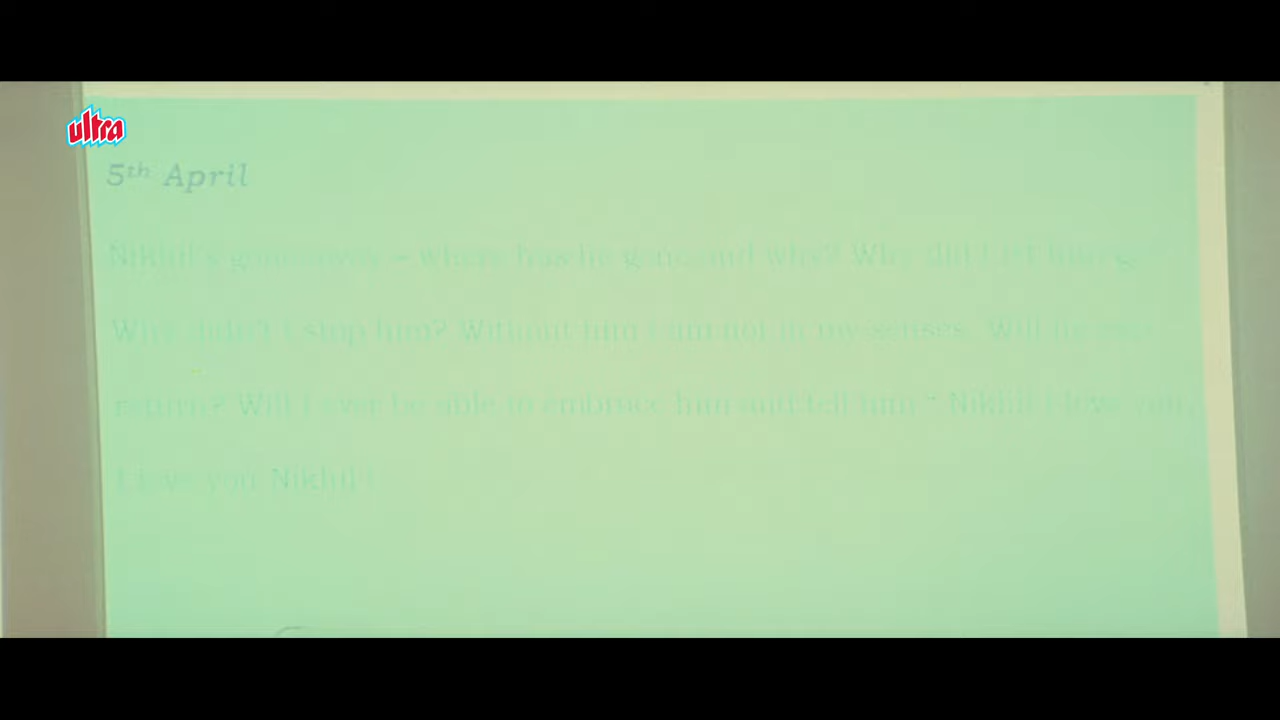 ultra
5th April
Nikhil's gone away – where has he gone and why? Why did I let him go?
Why didn't I stop him? Without him I am not in my senses. Will he ever
return? Will I ever be able to embrace him and tell him - Nikhil I love you,
I love you Nikhil !